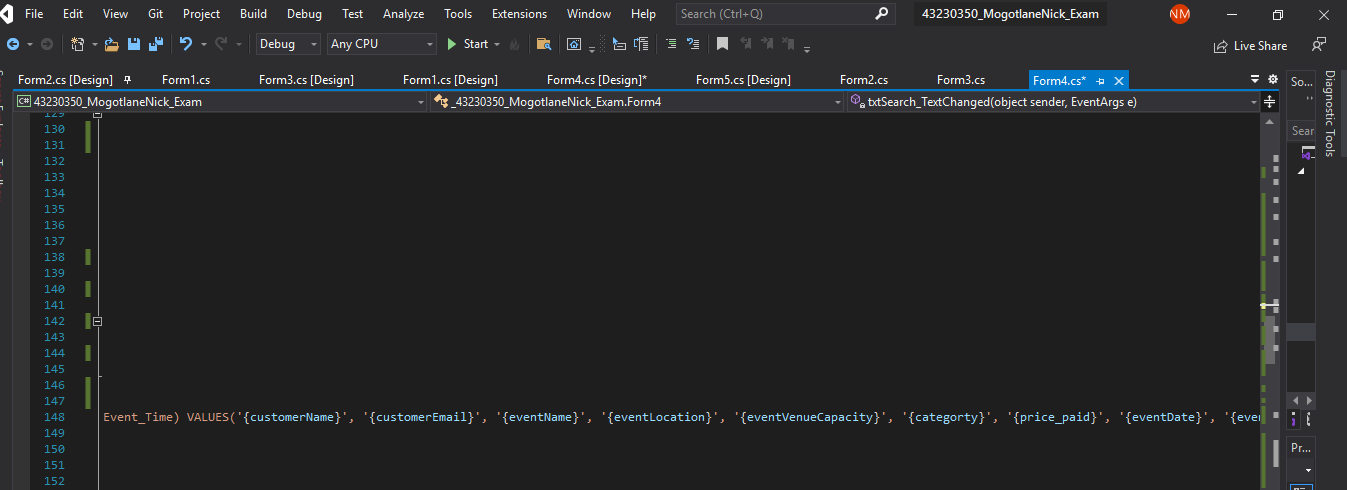 File Edit View Git Project Build Debug Test Analyze Tools Extensions Window Help Search (Ctrl+Q) 43230350_MogotlaneNick_Exam NM
Debug Any CPU Start Live Share
Form2.cs [Design] Form1.cs Form3.cs [Design] Form1.cs [Design] Form4.cs [Design]* Form5.cs [Design] Form2.cs Form3.cs Form4.cs* So...
C# 43230350_MogotlaneNick_Exam _43230350_MogotlaneNick_Exam.Form4 txtSearch_TextChanged(object sender, EventArgs e)
Diagnostic Tools
129
130 Sear
131
132
133
134
135
136
137
138
139
140
141
142
143
144
145
146
147
148 Event_Time) VALUES('{customerName}', '{customerEmail}', '{eventName}', '{eventLocation}', '{eventVenueCapacity}', '{categorty}', '{price_paid}', '{eventDate}', '{even
149
150 Pr...
151
152